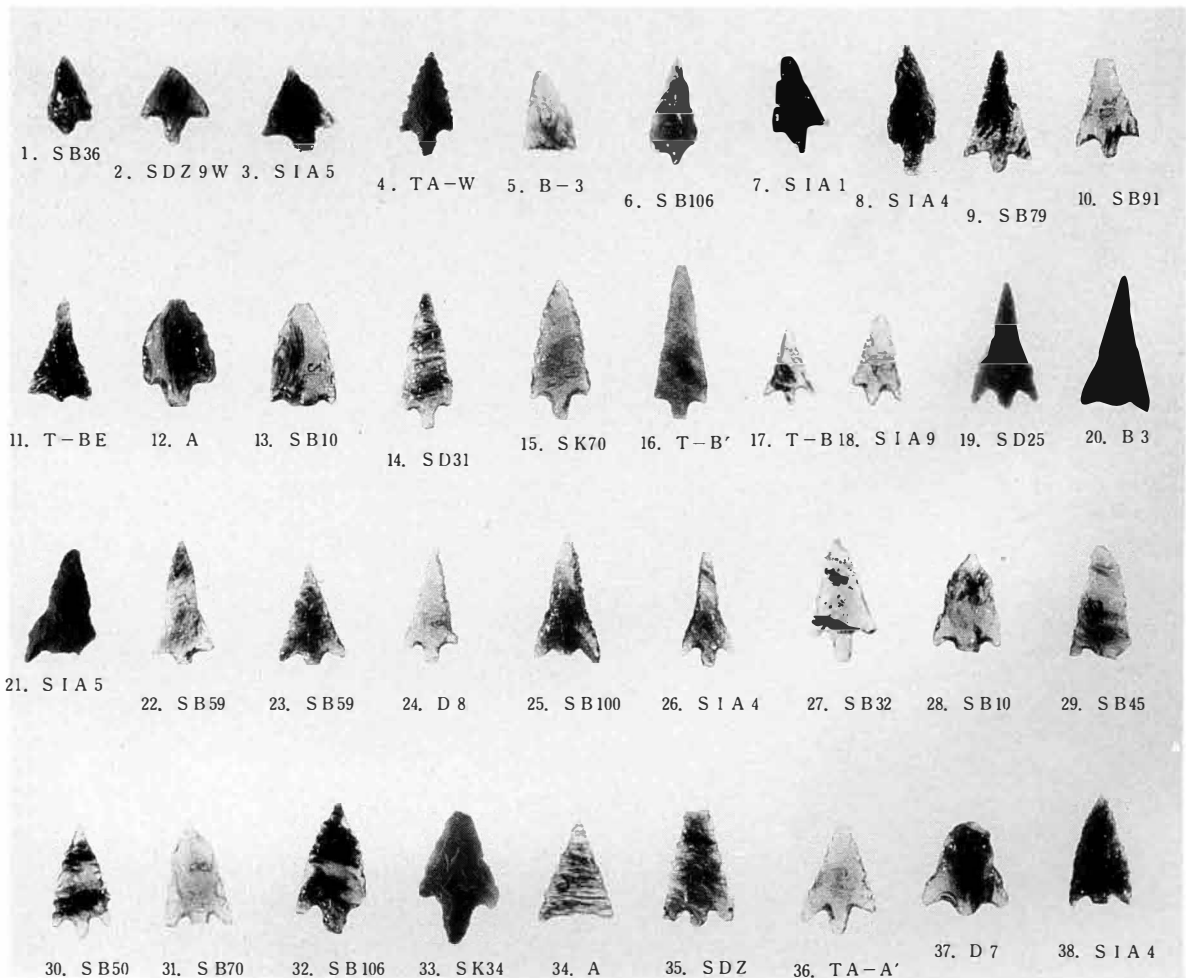 1. SB36
2. SDZ9W
3. SIA5
4. TA-W
5. B-3
6. SB106
7. SIA1
8. SIA4
9. SB79
10. SB91
11. T-BE
12. A
13. SB10
14. SD31
15. SK70
16. T-B′
17. T-B
18. SIA9
19. SD25
20. B3
21. SIA5
22. SB59
23. SB59
24. D8
25. SB100
26. SIA4
27. SB32
28. SB10
29. SB45
30. SB50
31. SB70
32. SB106
33. SK34
34. A
35. SDZ
36. TA-A′
37. D7
38. SIA4